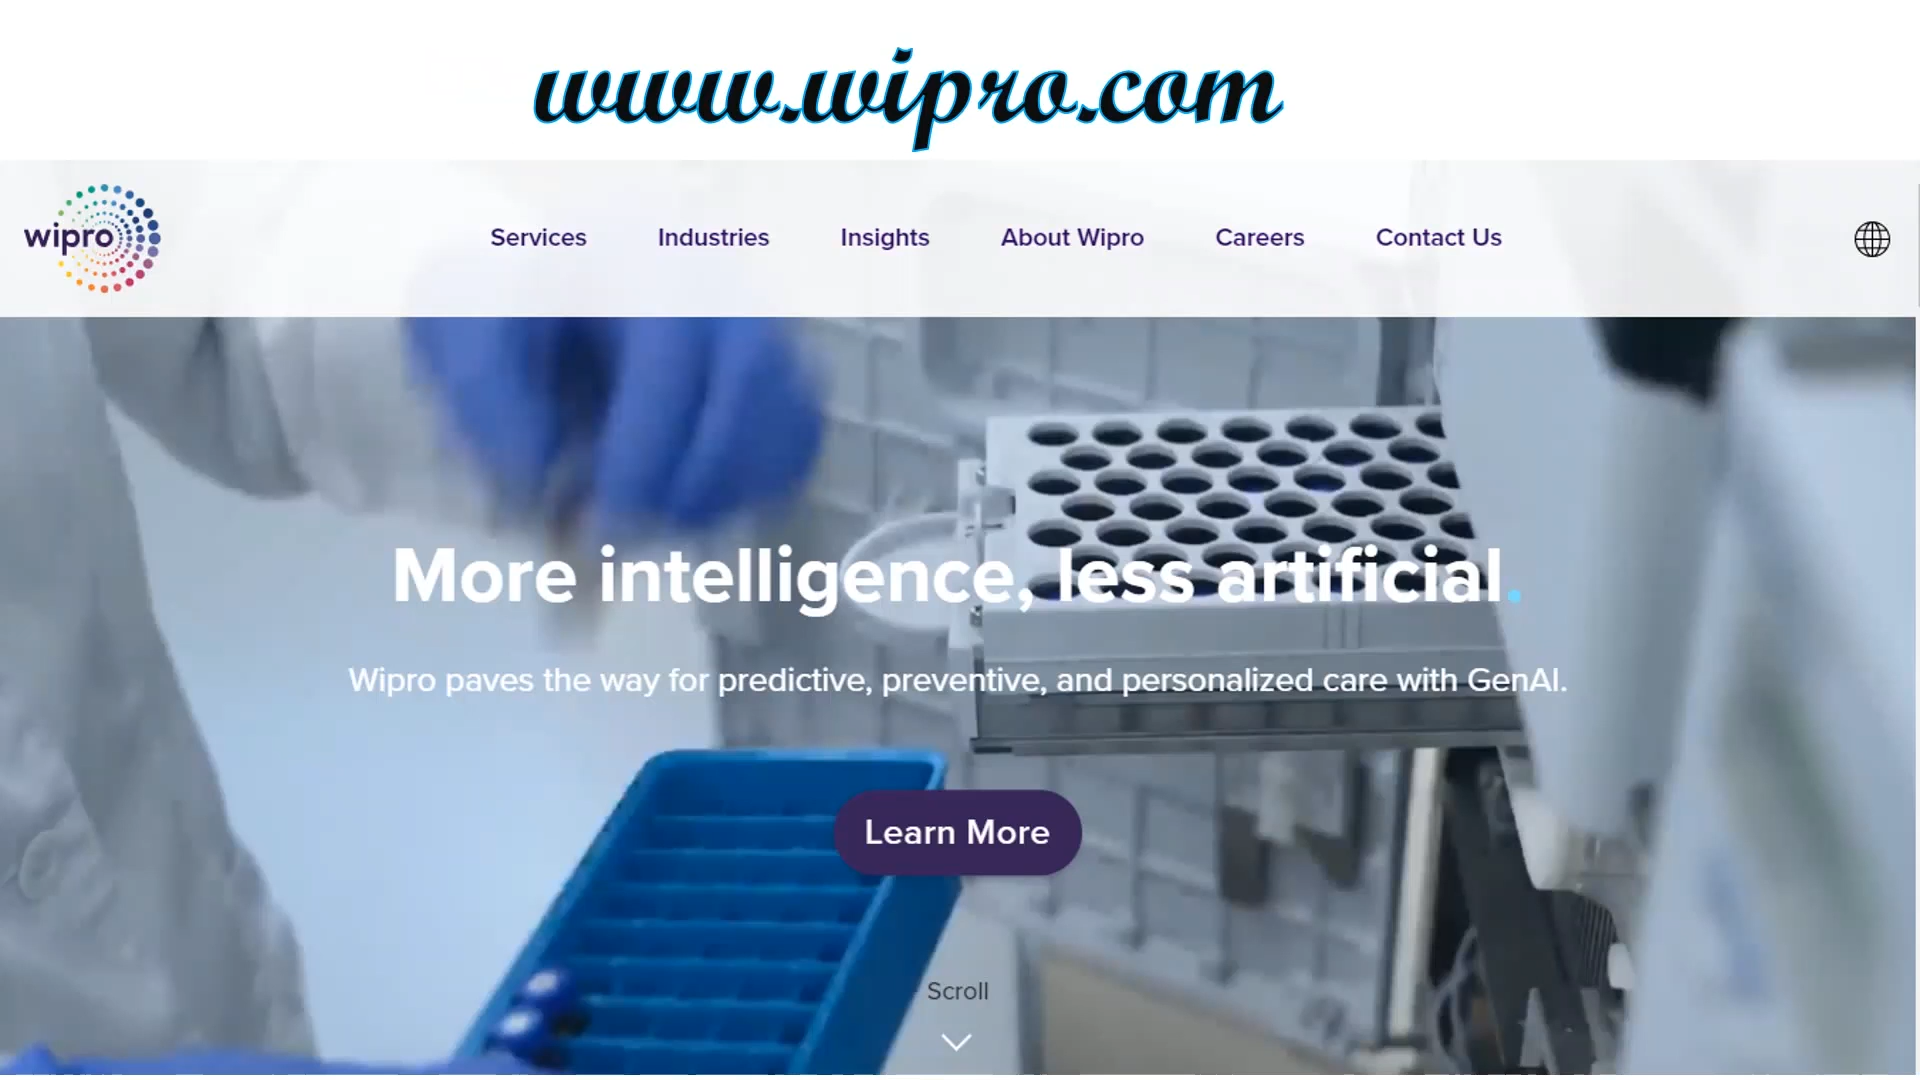 www.wipro.com
wipro
Services Industries Insights About Wipro Careers Contact Us
More intelligence, less artificial.
Wipro paves the way for predictive, preventive, and personalized care with GenAI.
Learn More
Scroll